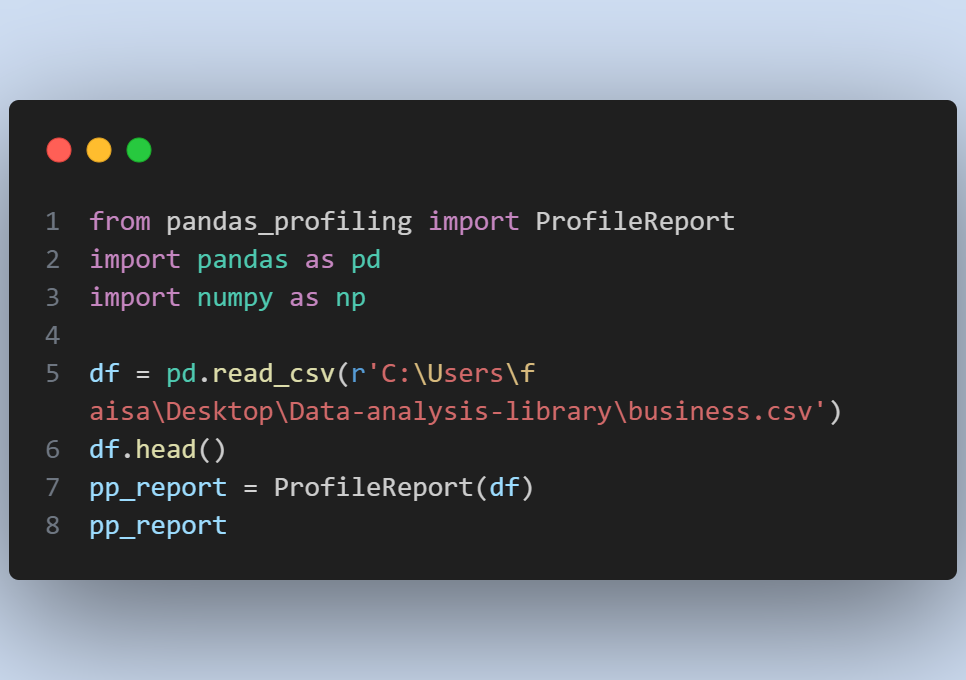 1 from pandas_profiling import ProfileReport
2 import pandas as pd
3 import numpy as np
4
5 df = pd.read_csv(r'C:\Users\f
aisa\Desktop\Data-analysis-library\business.csv')
6 df.head()
7 pp_report = ProfileReport(df)
8 pp_report